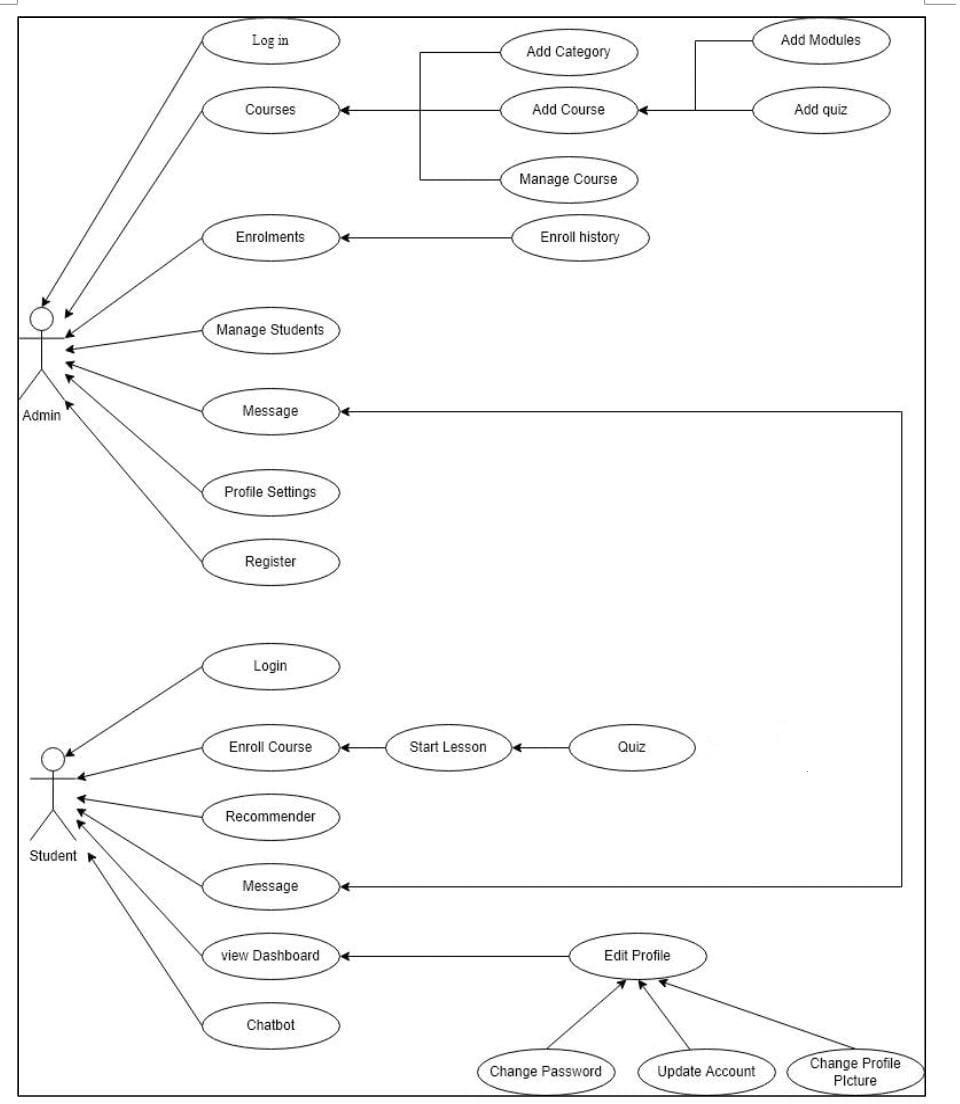 Log in
Add Category
Add Modules
Courses
Add Course
Add quiz
Manage Course
Enrolments
Enroll history
Manage Students
Admin
Message
Profile Settings
Register
Login
Enroll Course
Start Lesson
Quiz
Recommender
Student
Message
view Dashboard
Edit Profile
Chatbot
Change Password
Update Account
Change Profile
PIcture